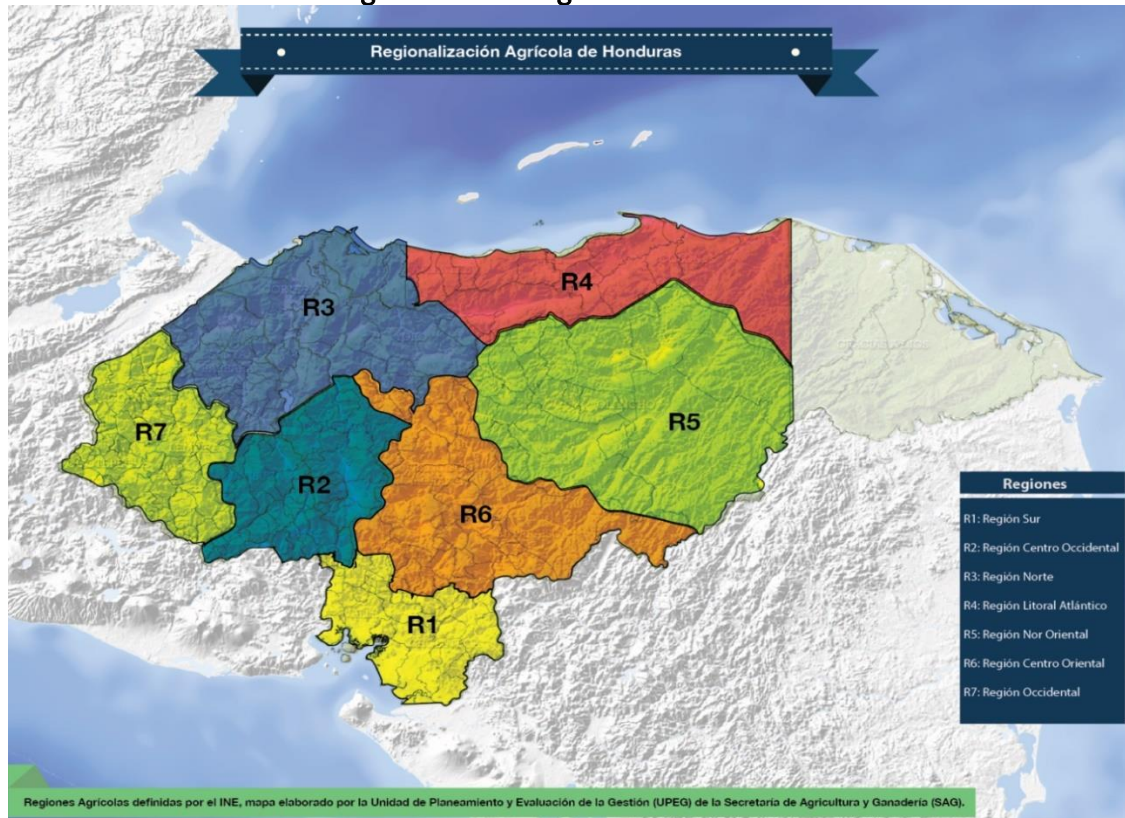 Regionalización Agrícola de Honduras
R4
R3
R5
R7
R2
R6
R1
Regiones
R1: Región Sur
R2: Región Centro Occidental
R3: Región Norte
R4: Región Litoral Atlántico
R5: Región Nor Oriental
R6: Región Centro Oriental
R7: Región Occidental
Regiones Agrícolas definidas por el INE, mapa elaborado por la Unidad de Planeamiento y Evaluación de la Gestión (UPEG) de la Secretaría de Agricultura y Ganadería (SAG).